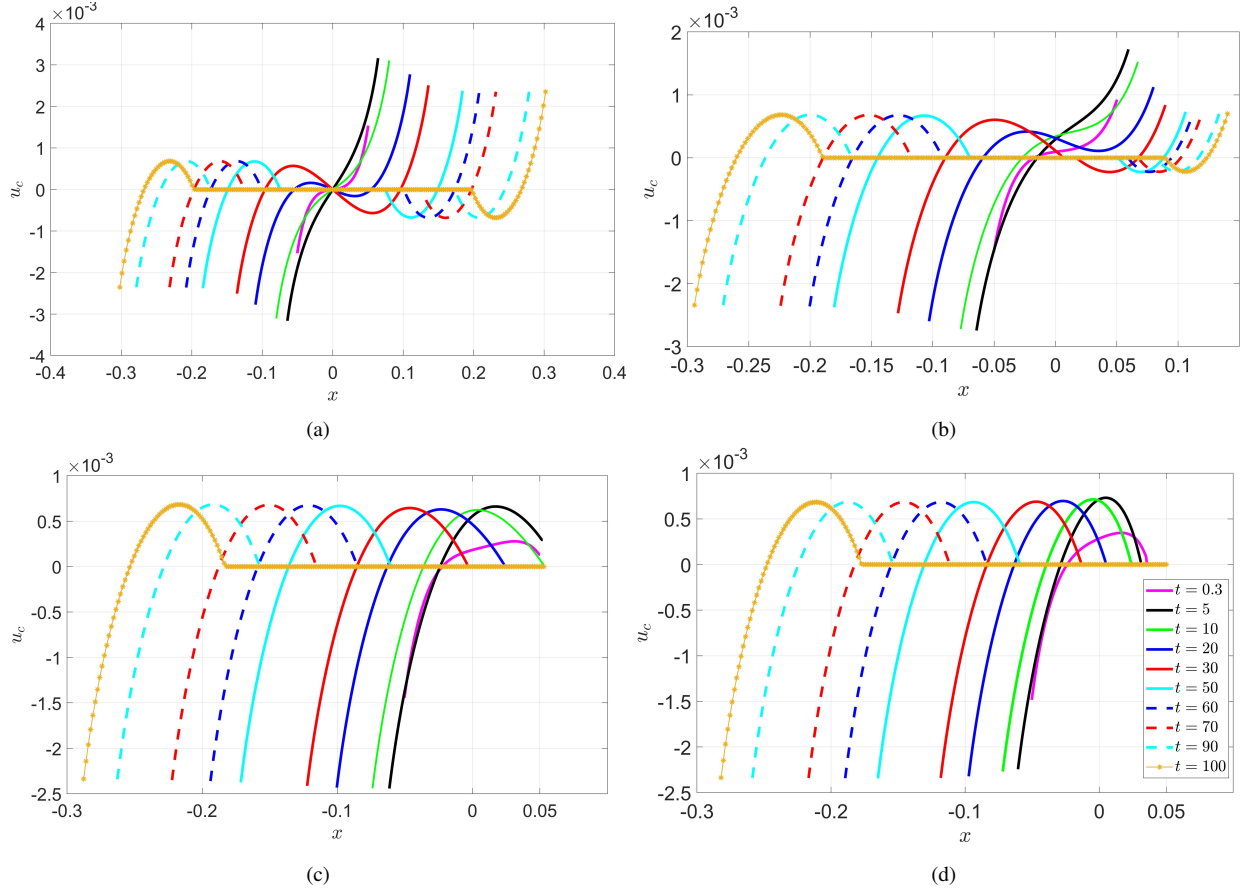 ×10⁻³
4
3
2
1
0
-1
-2
-3
-4
u_c
-0.4
-0.3
-0.2
-0.1
0
0.1
0.2
0.3
0.4
x
(a)
×10⁻³
2
1
0
-1
-2
-3
u_c
-0.3
-0.25
-0.2
-0.15
-0.1
-0.05
0
0.05
0.1
x
(b)
×10⁻³
1
0.5
0
-0.5
-1
-1.5
-2
-2.5
u_c
-0.3
-0.2
-0.1
0
0.05
x
(c)
×10⁻³
1
0.5
0
-0.5
-1
-1.5
-2
-2.5
u_c
-0.3
-0.2
-0.1
0
0.05
x
t = 0.3
t = 5
t = 10
t = 20
t = 30
t = 50
t = 60
t = 70
t = 90
t = 100
(d)